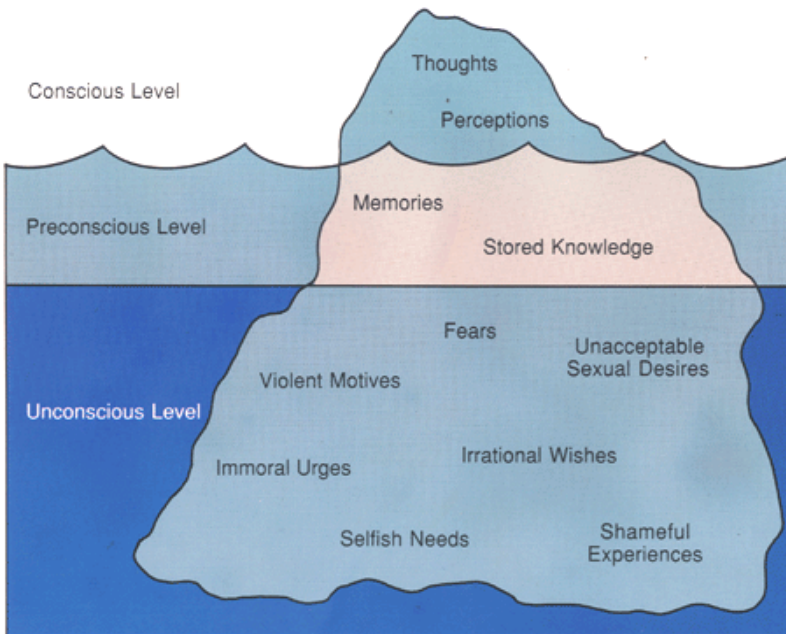 Thoughts
Conscious Level
Perceptions
Memories
Preconscious Level
Stored Knowledge
Fears
Unacceptable
Sexual Desires
Violent Motives
Unconscious Level
Irrational Wishes
Immoral Urges
Selfish Needs
Shameful
Experiences